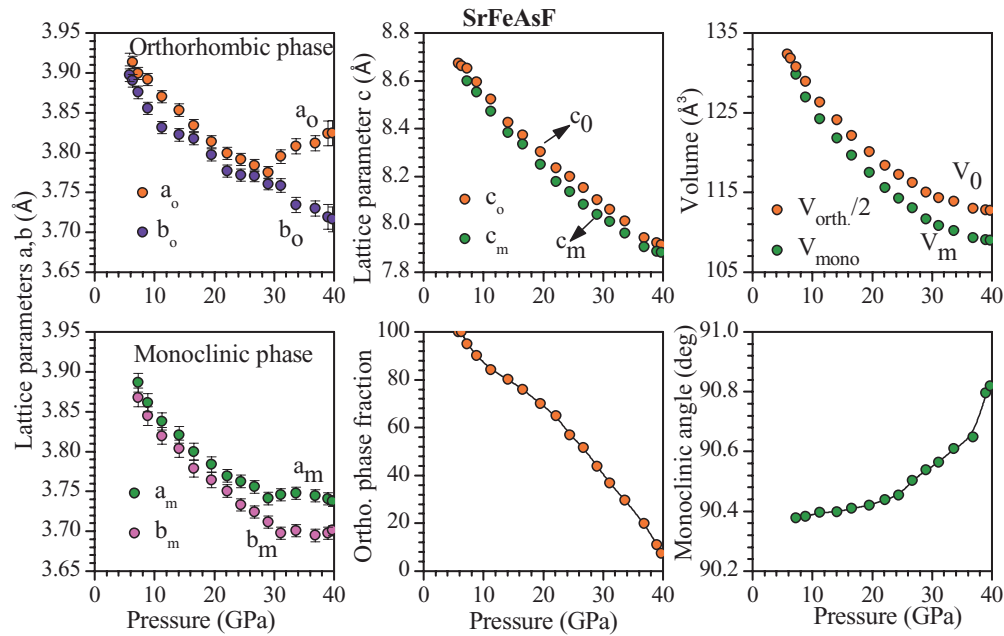 SrFeAsF
Lattice parameters a,b (Å)
3.95
3.90
3.85
3.80
3.75
3.70
3.65
Orthorhombic phase
a_o
a_o
b_o
b_o
0 10 20 30 40
Lattice parameter c (Å)
8.8
8.6
8.4
8.2
8.0
7.8
c_0
c_o
c_m
c_m
0 10 20 30 40
Volume (Å³)
135
125
115
105
V_0
V_orth./2
V_mono
V_m
0 10 20 30 40
3.95
3.90
3.85
3.80
3.75
3.70
3.65
Monoclinic phase
a_m
a_m
b_m
b_m
0 10 20 30 40
Pressure (GPa)
Ortho. phase fraction
100
80
60
40
20
0
0 10 20 30 40
Pressure (GPa)
Monoclinic angle (deg)
91.0
90.8
90.6
90.4
90.2
0 10 20 30 40
Pressure (GPa)